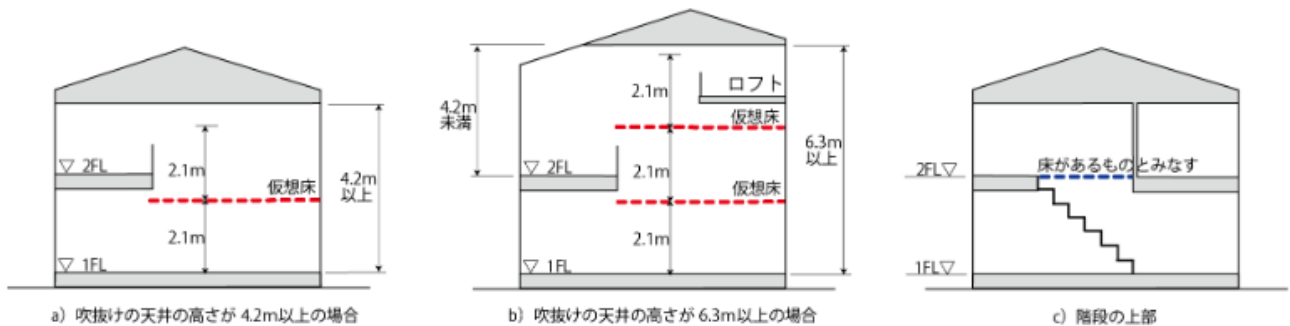 ▽ 2FL
2.1m
仮想床
4.2m
以上
2.1m
▽ 1FL
a）吹抜けの天井の高さが 4.2m以上の場合
ロフト
2.1m
4.2m
未満
仮想床
6.3m
以上
▽ 2FL
2.1m
仮想床
2.1m
▽ 1FL
b）吹抜けの天井の高さが 6.3m以上の場合
2FL▽
床があるものとみなす
1FL▽
c）階段の上部